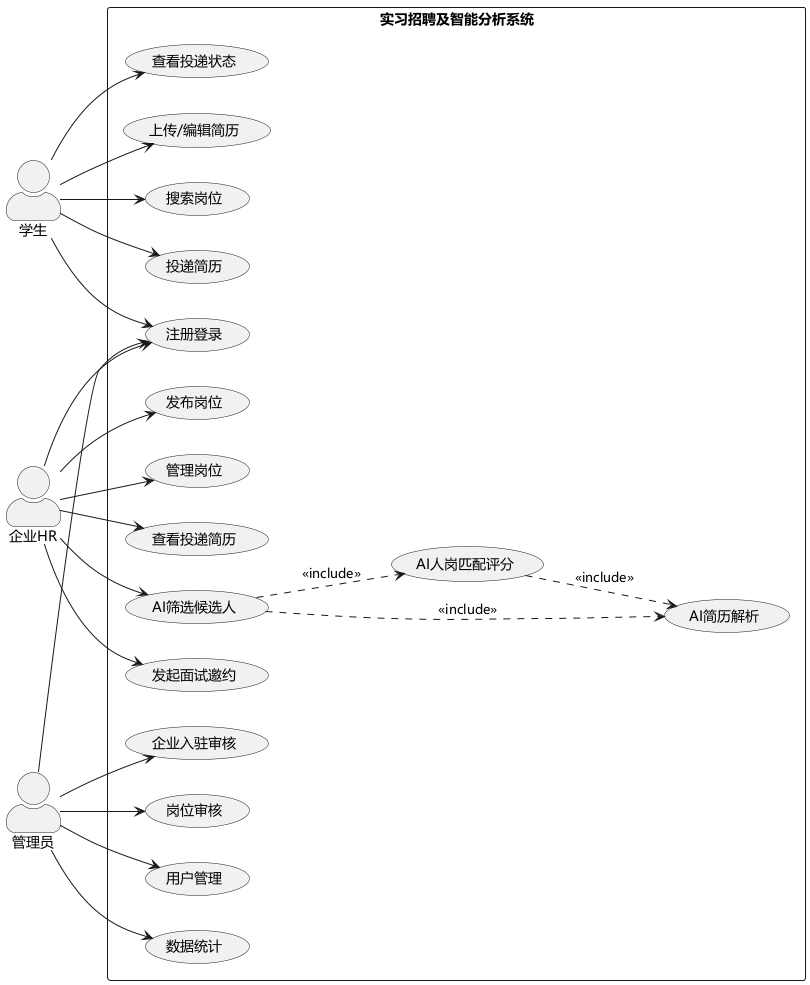 实习招聘及智能分析系统
查看投递状态
上传/编辑简历
搜索岗位
学生
投递简历
注册登录
发布岗位
管理岗位
企业HR
查看投递简历
AI人岗匹配评分
«include»
«include»
AI筛选候选人
«include»
AI简历解析
发起面试邀约
企业入驻审核
岗位审核
管理员
用户管理
数据统计